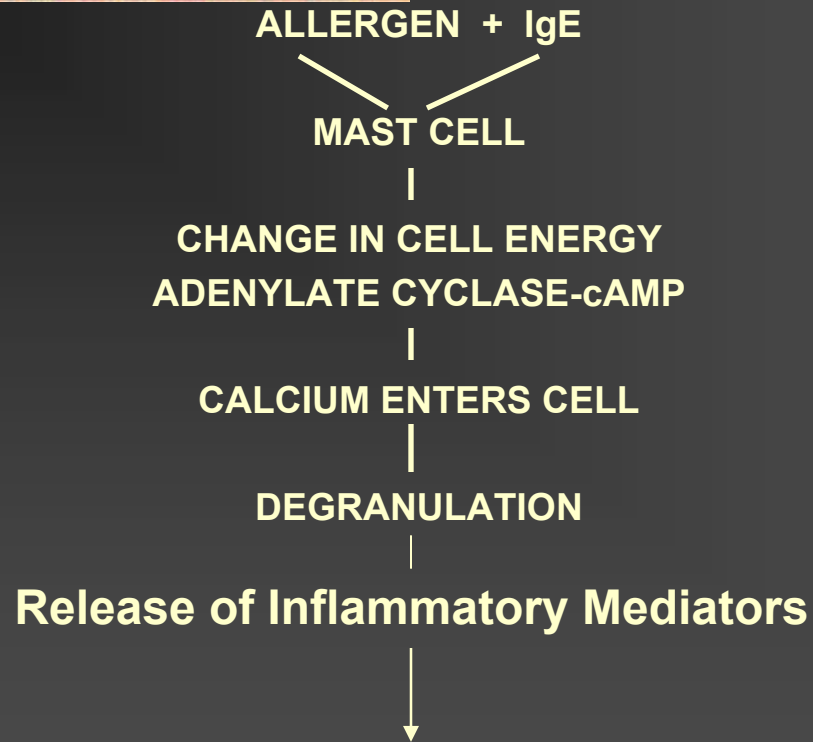 ALLERGEN + IgE
MAST CELL
CHANGE IN CELL ENERGY
ADENYLATE CYCLASE-cAMP
CALCIUM ENTERS CELL
DEGRANULATION
Release of Inflammatory Mediators